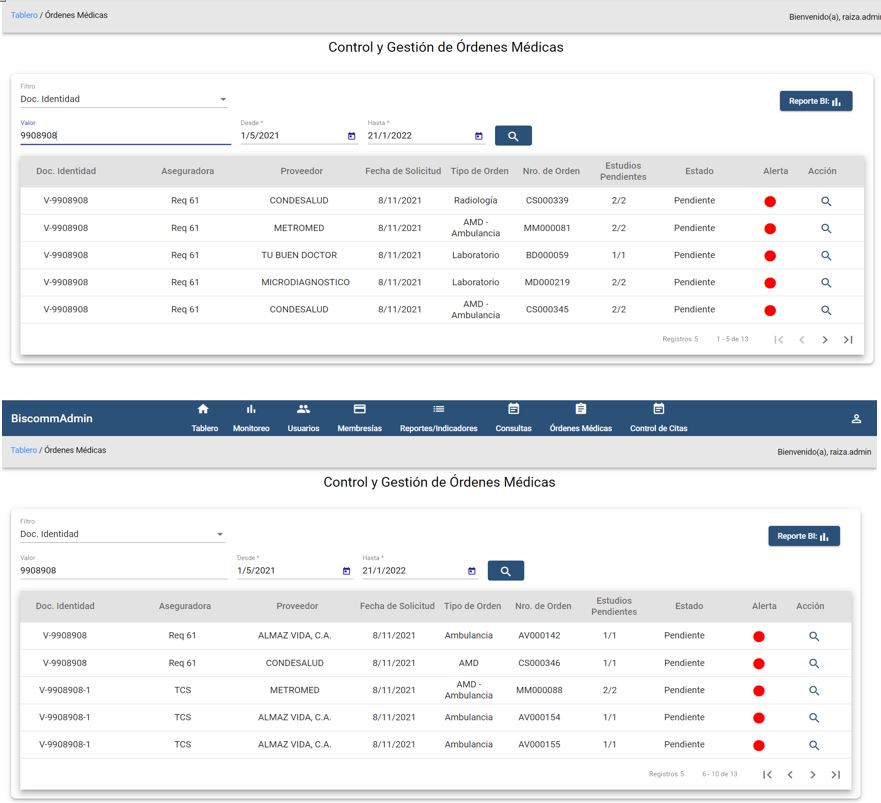 Tablero / Órdenes Médicas
Bienvenido(a), raiza.admin
Control y Gestión de Órdenes Médicas
Filtro
Doc. Identidad
Reporte BI:
Valor Desde * Hasta *
9908908 1/5/2021 21/1/2022
Doc. Identidad Aseguradora Proveedor Fecha de Solicitud Tipo de Orden Nro. de Orden Estudios Pendientes Estado Alerta Acción
V-9908908 Req 61 CONDESALUD 8/11/2021 Radiología CS000339 2/2 Pendiente
V-9908908 Req 61 METROMED 8/11/2021 AMD - Ambulancia MM000081 2/2 Pendiente
V-9908908 Req 61 TU BUEN DOCTOR 8/11/2021 Laboratorio BD000059 1/1 Pendiente
V-9908908 Req 61 MICRODIAGNOSTICO 8/11/2021 Laboratorio MD000219 2/2 Pendiente
V-9908908 Req 61 CONDESALUD 8/11/2021 AMD - Ambulancia CS000345 2/2 Pendiente
Registros 5 1 - 5 de 13
BiscommAdmin
Tablero Monitoreo Usuarios Membresías Reportes/Indicadores Consultas Órdenes Médicas Control de Citas
Tablero / Órdenes Médicas
Bienvenido(a), raiza.admin
Control y Gestión de Órdenes Médicas
Filtro
Doc. Identidad
Reporte BI:
Valor Desde * Hasta *
9908908 1/5/2021 21/1/2022
Doc. Identidad Aseguradora Proveedor Fecha de Solicitud Tipo de Orden Nro. de Orden Estudios Pendientes Estado Alerta Acción
V-9908908 Req 61 ALMAZ VIDA, C.A. 8/11/2021 Ambulancia AV000142 1/1 Pendiente
V-9908908 Req 61 CONDESALUD 8/11/2021 AMD CS000346 1/1 Pendiente
V-9908908-1 TCS METROMED 8/11/2021 AMD - Ambulancia MM000088 2/2 Pendiente
V-9908908-1 TCS ALMAZ VIDA, C.A. 8/11/2021 Ambulancia AV000154 1/1 Pendiente
V-9908908-1 TCS ALMAZ VIDA, C.A. 8/11/2021 Ambulancia AV000155 1/1 Pendiente
Registros 5 6 - 10 de 13